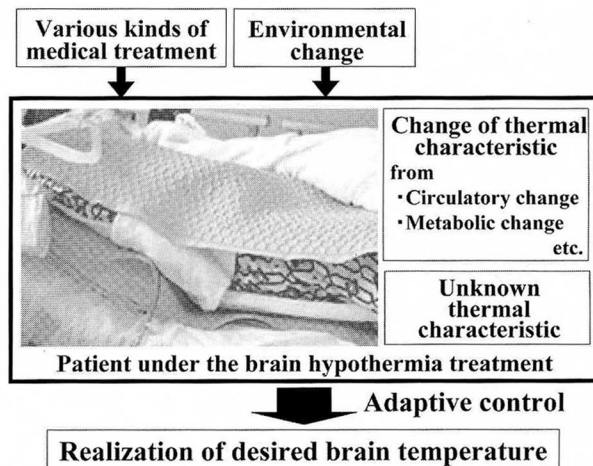 Various kinds of
medical treatment
Environmental
change
Change of thermal
characteristic
from
・Circulatory change
・Metabolic change
etc.
Unknown
thermal
characteristic
Patient under the brain hypothermia treatment
Adaptive control
Realization of desired brain temperature